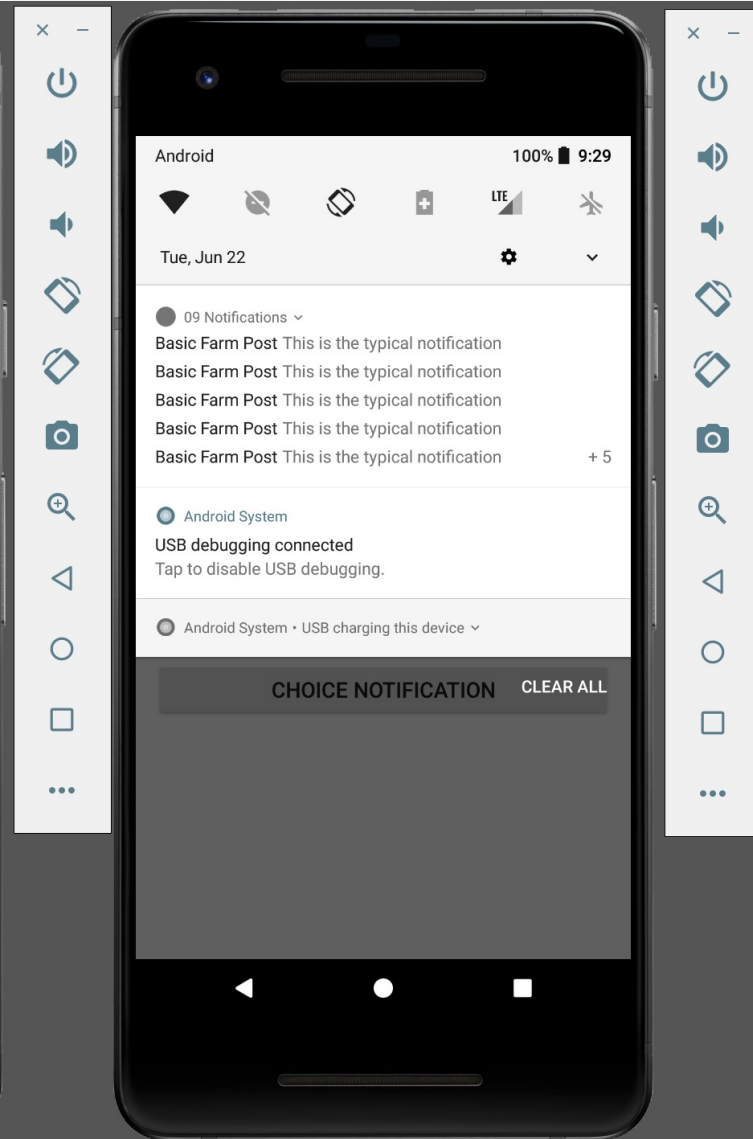 Android 100% 9:29
LTE
Tue, Jun 22
09 Notifications
Basic Farm Post This is the typical notification
Basic Farm Post This is the typical notification
Basic Farm Post This is the typical notification
Basic Farm Post This is the typical notification
Basic Farm Post This is the typical notification + 5
Android System
USB debugging connected
Tap to disable USB debugging.
Android System • USB charging this device
CHOICE NOTIFICATION CLEAR ALL